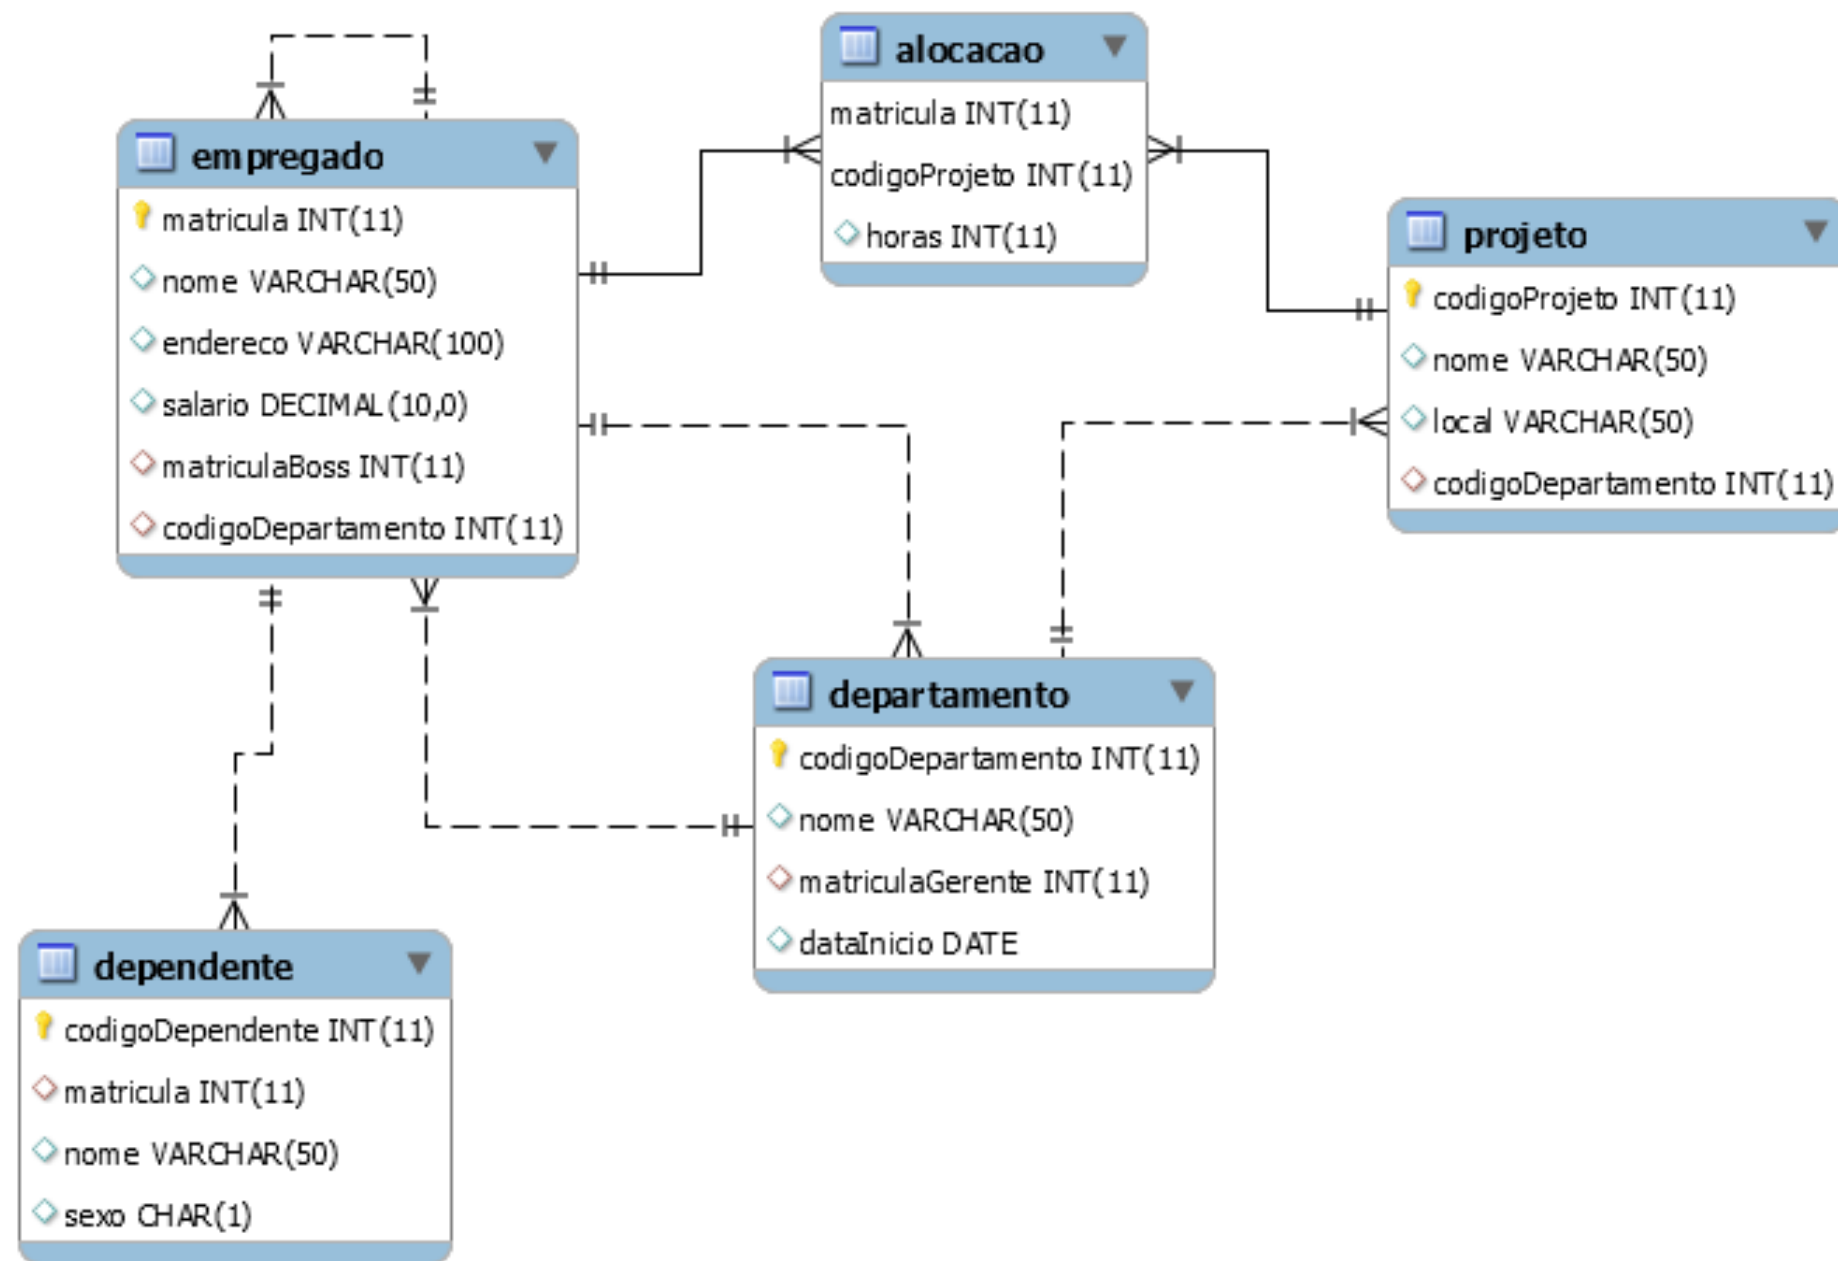 empregado
matricula INT(11)
nome VARCHAR(50)
endereco VARCHAR(100)
salario DECIMAL(10,0)
matriculaBoss INT(11)
codigoDepartamento INT(11)
alocacao
matricula INT(11)
codigoProjeto INT(11)
horas INT(11)
projeto
codigoProjeto INT(11)
nome VARCHAR(50)
local VARCHAR(50)
codigoDepartamento INT(11)
departamento
codigoDepartamento INT(11)
nome VARCHAR(50)
matriculaGerente INT(11)
dataInicio DATE
dependente
codigoDependente INT(11)
matricula INT(11)
nome VARCHAR(50)
sexo CHAR(1)